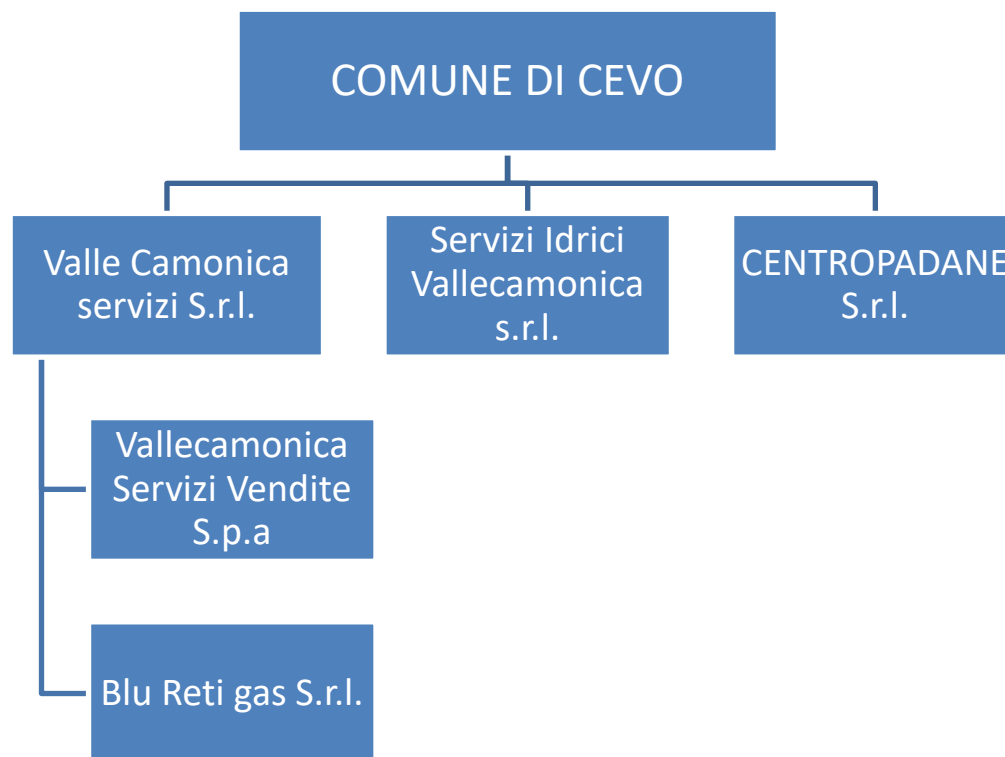 COMUNE DI CEVO
Valle Camonica
servizi S.r.l.
Servizi Idrici
Vallecamonica
s.r.l.
CENTROPADANE
S.r.l.
Vallecamonica
Servizi Vendite
S.p.a
Blu Reti gas S.r.l.